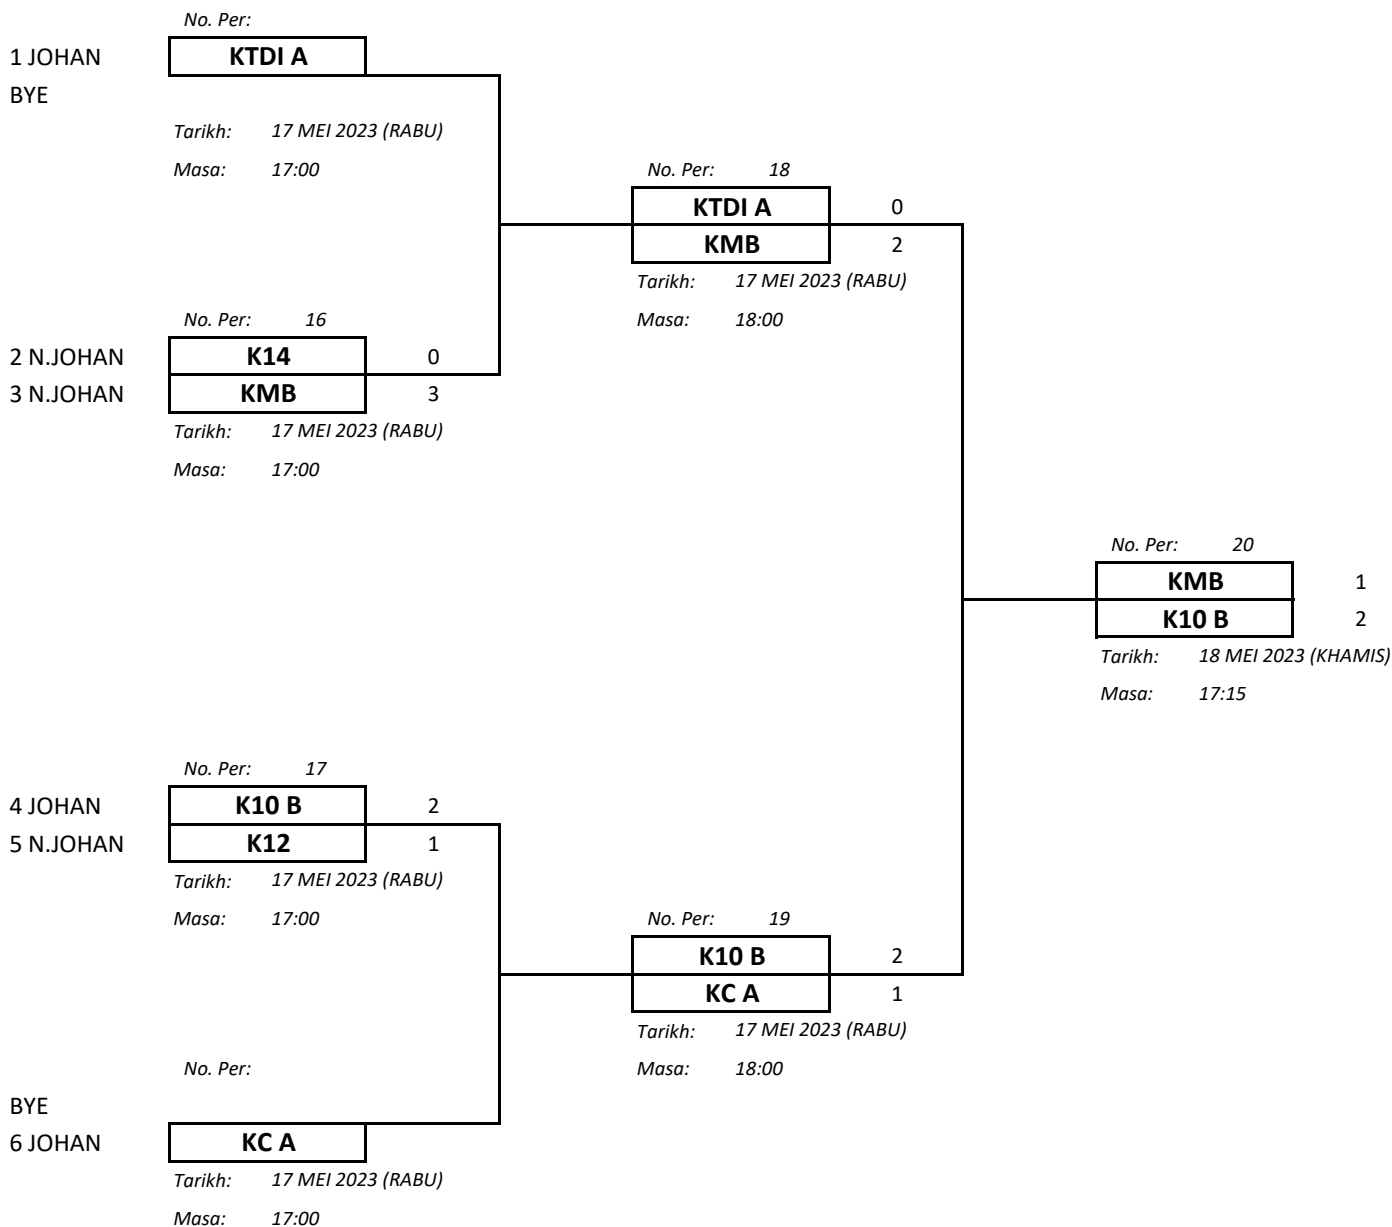 No. Per:
1 JOHAN KTDI A
BYE
Tarikh: 17 MEI 2023 (RABU)
Masa: 17:00
No. Per: 18
KTDI A 0
KMB 2
Tarikh: 17 MEI 2023 (RABU)
Masa: 18:00
No. Per: 16
2 N.JOHAN K14 0
3 N.JOHAN KMB 3
Tarikh: 17 MEI 2023 (RABU)
Masa: 17:00
No. Per: 20
KMB 1
K10 B 2
Tarikh: 18 MEI 2023 (KHAMIS)
Masa: 17:15
No. Per: 17
4 JOHAN K10 B 2
5 N.JOHAN K12 1
Tarikh: 17 MEI 2023 (RABU)
Masa: 17:00
No. Per: 19
K10 B 2
KC A 1
Tarikh: 17 MEI 2023 (RABU)
Masa: 18:00
No. Per:
BYE
6 JOHAN KC A
Tarikh: 17 MEI 2023 (RABU)
Masa: 17:00